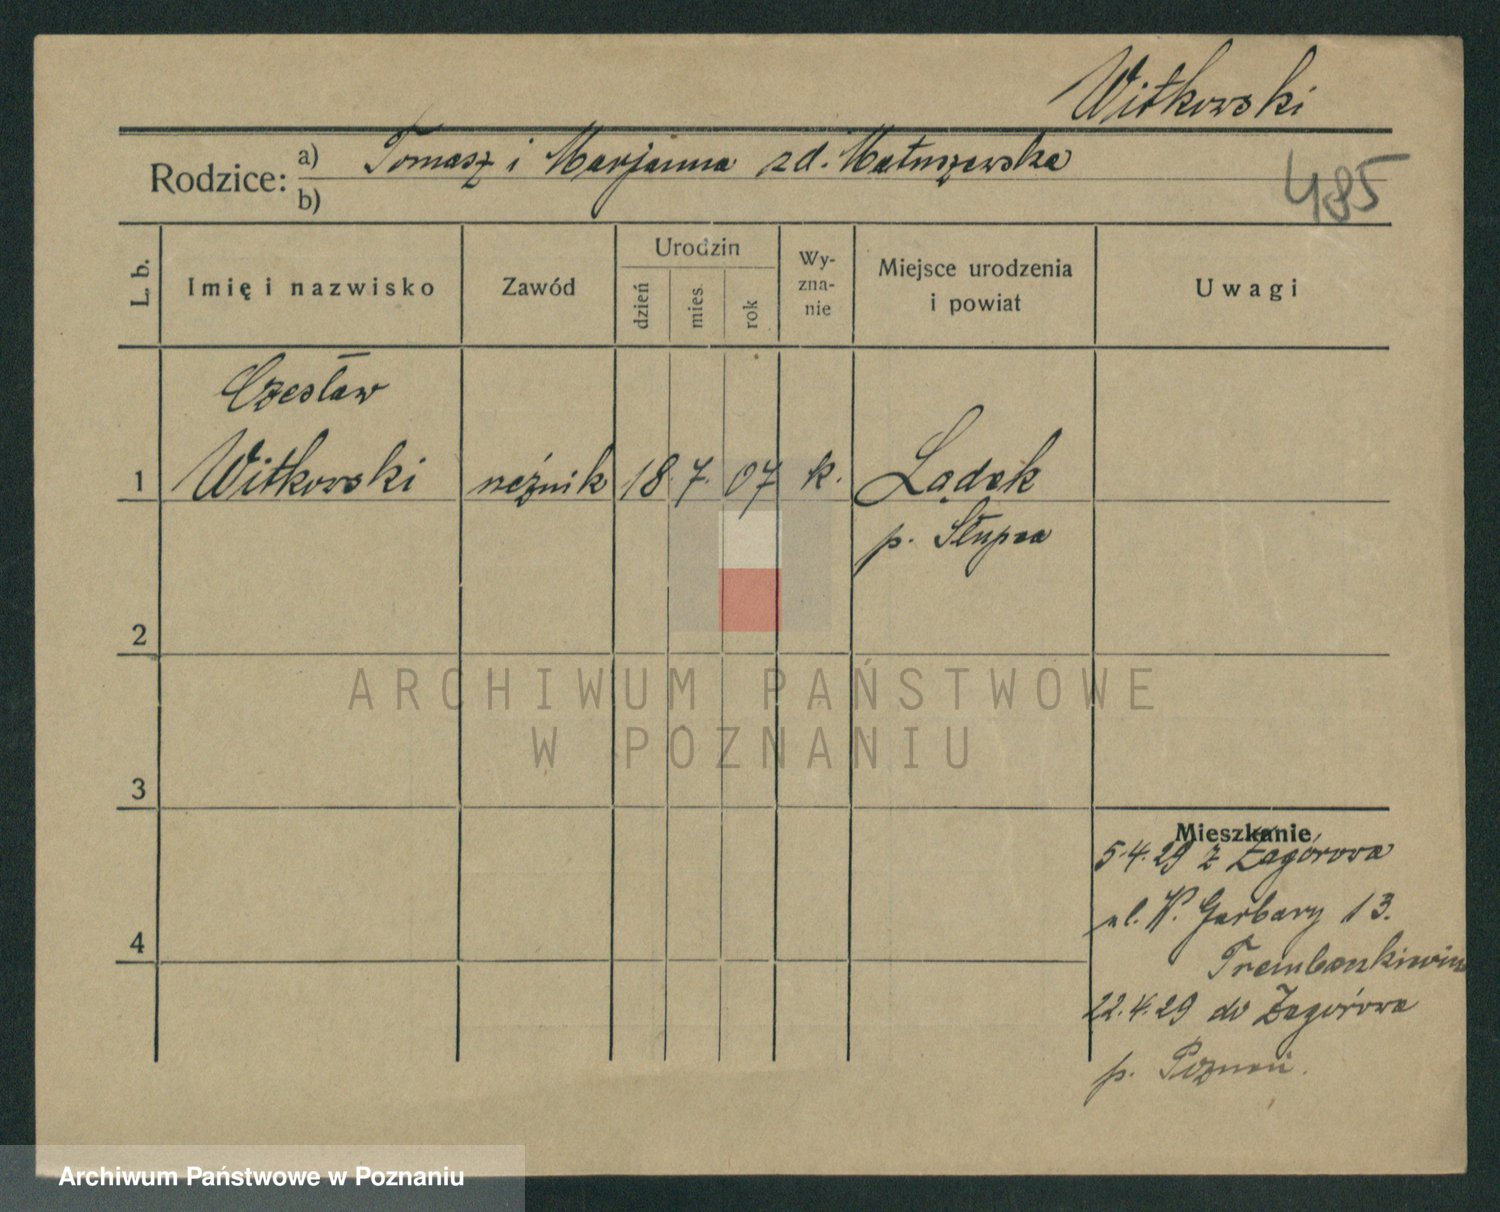 Witkowski
Rodzice: a) Tomasz i Marjanna zd. Matuszewska
b)
485
L. b.
Imię i nazwisko
Zawód
Urodzin
dzień
mies
rok
Wy-
zna-
nie
Miejsce urodzenia
i powiat
Uwagi
Czesław
1 Witkowski rzeźnik 18 7. 07 k. Lądek
p. Słupca
2
ARCHIWUM PAŃSTWOWE
W POZNANIU
3
Mieszkanie
5.4.29 z Zagórowa
ul. W. Garbary 13.
4
22.4.29 do Zagórowa
p. Poznań.
Archiwum Państwowe w Poznaniu